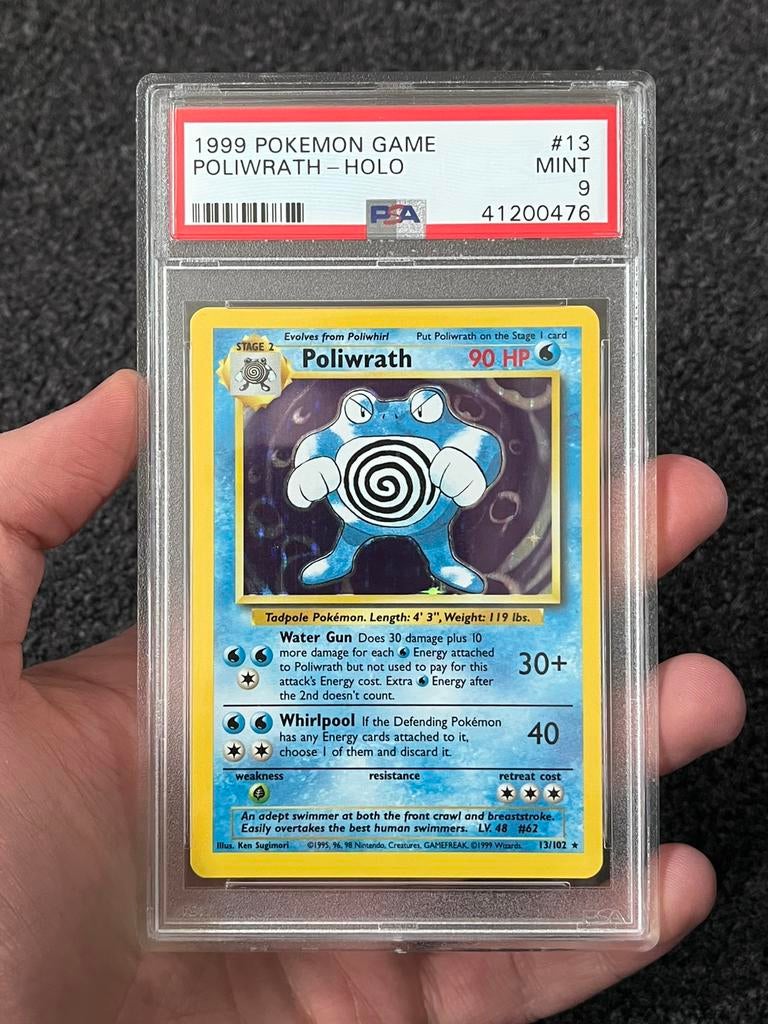 1999 POKEMON GAME #13
POLIWRATH – HOLO MINT
9
PSA 41200476
Evolves from Poliwhirl Put Poliwrath on the Stage 1 card
STAGE 2
Poliwrath 90 HP
Tadpole Pokémon. Length: 4' 3", Weight: 119 lbs.
Water Gun Does 30 damage plus 10
more damage for each Energy attached
to Poliwrath but not used to pay for this
attack's Energy cost. Extra Energy after
the 2nd doesn't count.
30+
Whirlpool If the Defending Pokémon
has any Energy cards attached to it,
choose 1 of them and discard it.
40
weakness resistance retreat cost
An adept swimmer at both the front crawl and breaststroke.
Easily overtakes the best human swimmers. LV. 48 #62
Illus. Ken Sugimori ©1995, 96, 98 Nintendo, Creatures, GAMEFREAK. ©1999 Wizards. 13/102 ★
PSA